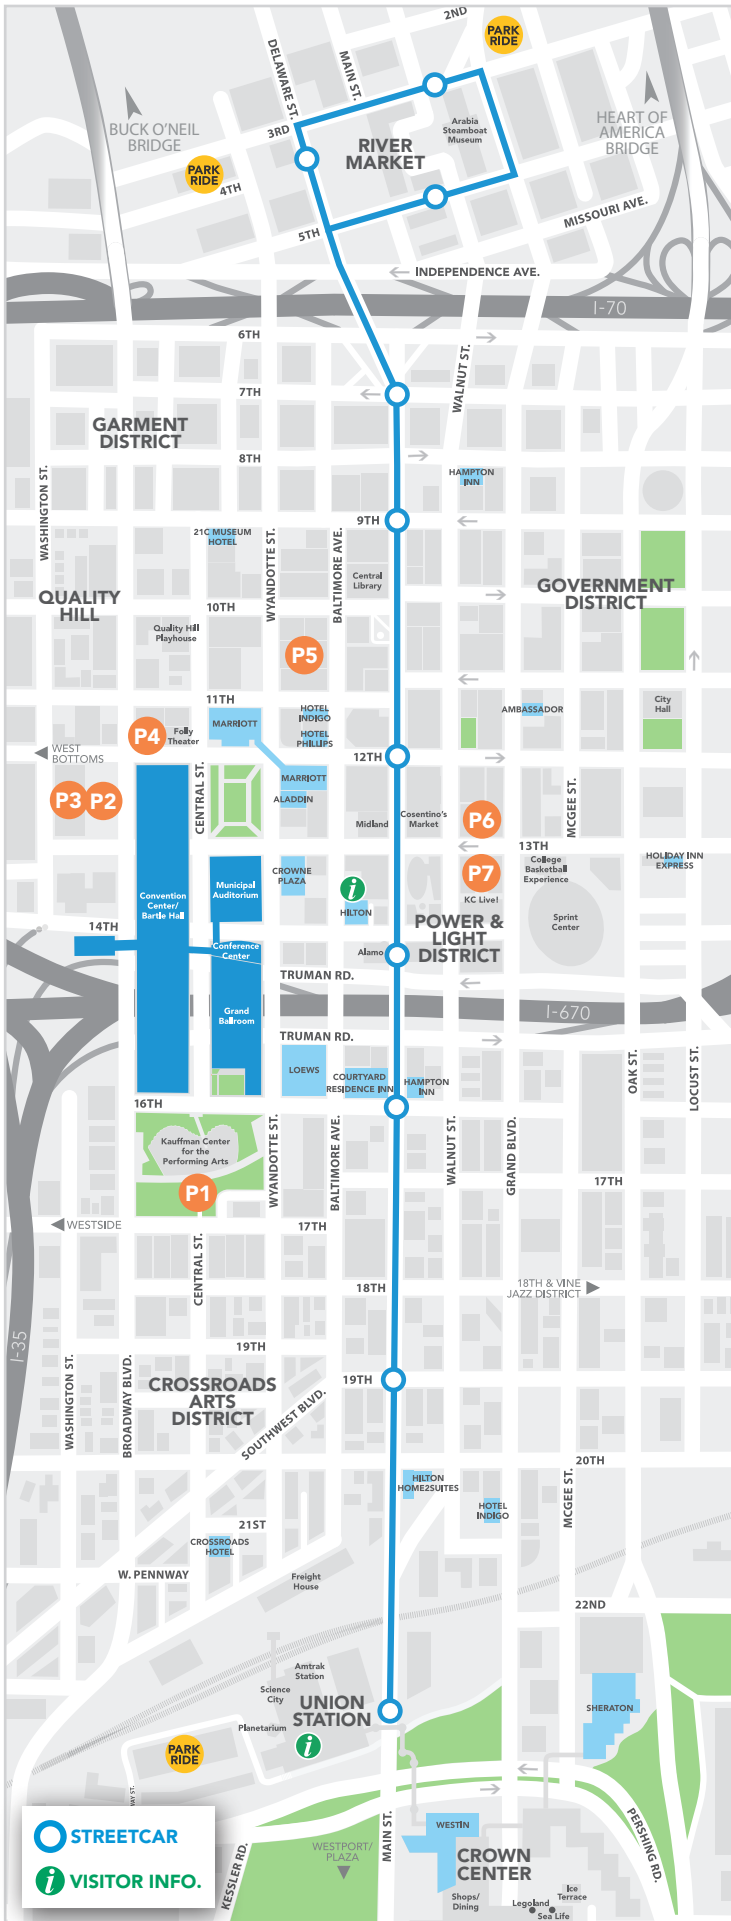 2ND
PARK
RIDE
DELAWARE ST.
MAIN ST.
BUCK O'NEIL
BRIDGE
3RD
RIVER
MARKET
Arabia
Steamboat
Museum
HEART OF
AMERICA
BRIDGE
PARK
RIDE
4TH
5TH
MISSOURI AVE.
INDEPENDENCE AVE.
I-70
6TH
7TH
WALNUT ST.
GARMENT
DISTRICT
8TH
WASHINGTON ST.
HAMPTON
INN
9TH
21C MUSEUM
HOTEL
WYANDOTTE ST.
BALTIMORE AVE.
Central
Library
QUALITY
HILL
GOVERNMENT
DISTRICT
10TH
Quality Hill
Playhouse
P5
11TH
MARRIOTT
HOTEL
INDIGO
HOTEL
PHILLIPS
AMBASSADOR
City
Hall
P4
Folly
Theater
WEST
BOTTOMS
12TH
CENTRAL ST.
MARRIOTT
ALADDIN
P3
P2
Midland
Cosentino's
Market
P6
MCGEE ST.
13TH
CROWNE
PLAZA
P7
KC Live!
College
Basketball
Experience
HOLIDAY INN
EXPRESS
Convention
Center/
Bartle Hall
Municipal
Auditorium
HILTON
14TH
POWER &
LIGHT
DISTRICT
Sprint
Center
Conference
Center
Alamo
TRUMAN RD.
Grand
Ballroom
I-670
TRUMAN RD.
LOEWS
COURTYARD
RESIDENCE INN
HAMPTON
INN
OAK ST.
LOCUST ST.
16TH
Kauffman Center
for the
Performing Arts
WYANDOTTE ST.
BALTIMORE AVE.
WALNUT ST.
GRAND BLVD.
P1
17TH
WESTSIDE
17TH
CENTRAL ST.
18TH
18TH & VINE
JAZZ DISTRICT
I-35
19TH
WASHINGTON ST.
BROADWAY BLVD.
CROSSROADS
ARTS
DISTRICT
19TH
SOUTHWEST BLVD.
20TH
HILTON
HOME2SUITES
HOTEL
INDIGO
MCGEE ST.
21ST
CROSSROADS
HOTEL
W. PENNWAY
Freight
House
22ND
Amtrak
Station
Science
City
UNION
STATION
Planetarium
SHERATON
PARK
RIDE
WAY ST.
STREETCAR
VISITOR INFO.
KESSLER RD.
WESTPORT/
PLAZA
MAIN ST.
WESTIN
CROWN
CENTER
Shops/
Dining
Ice
Terrace
Legoland
Sea Life
PERSHING RD.